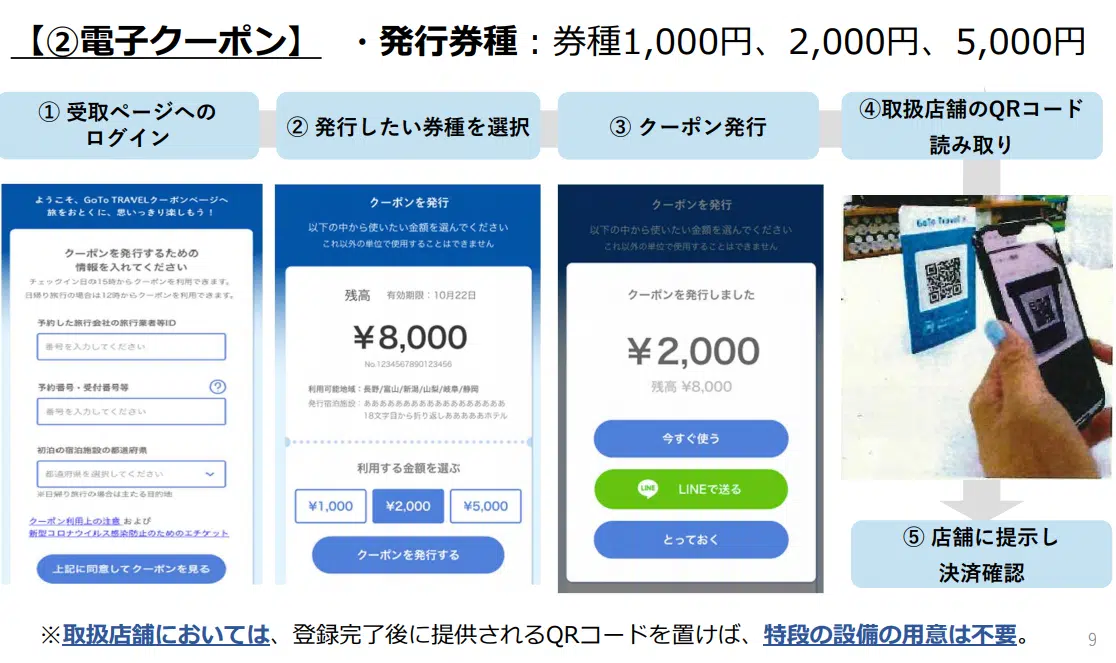 【②電子クーポン】 ・発行券種：券種1,000円、2,000円、5,000円
① 受取ページへの
ログイン
② 発行したい券種を選択
③ クーポン発行
④取扱店舗のQRコード
読み取り
ようこそ、GoTo TRAVELクーポンページへ
旅をおとくに、思いっきり楽しもう！
クーポンを発行するための
情報を入れてください
チェックイン日の15時からクーポンを利用できます。
日帰り旅行の場合は12時からクーポンを利用できます。
予約した旅行会社の旅行業者等ID
番号を入力してください
予約番号・受付番号等
?
番号を入力してください
初泊の宿泊施設の都道府県
都道府県を選択してください
※日帰り旅行の場合は主たる目的地
クーポン利用上の注意 および
新型コロナウイルス感染防止のためのエチケット
上記に同意してクーポンを見る
クーポンを発行
以下の中から使いたい金額を選んでください
これ以外の単位で使用することはできません
残高 有効期限：10月22日
¥8,000
No.1234567890123456
利用可能地域：長野/富山/新潟/山梨/岐阜/静岡
発行宿泊施設：ああああああああああああああああああ
18文字目から折り返しあああああホテル
利用する金額を選ぶ
¥1,000 ¥2,000 ¥5,000
クーポンを発行する
クーポンを発行
以下の中から使いたい金額を選んでください
これ以外の単位で使用することはできません
クーポンを発行しました
¥2,000
残高 ¥8,000
今すぐ使う
LINE LINEで送る
とっておく
GoTo Travel
⑤ 店舗に提示し
決済確認
※取扱店舗においては、登録完了後に提供されるQRコードを置けば、特段の設備の用意は不要。
9